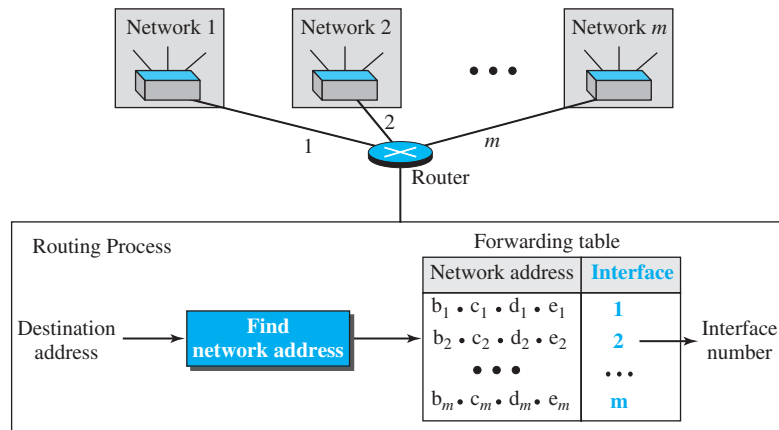 Network 1
Network 2
Network m
• • •
1
2
m
Router
Routing Process
Forwarding table
Network address Interface
Destination address
Find network address
b₁ • c₁ • d₁ • e₁ 1
b₂ • c₂ • d₂ • e₂ 2
• • • • • •
bₘ • cₘ • dₘ • eₘ m
Interface number